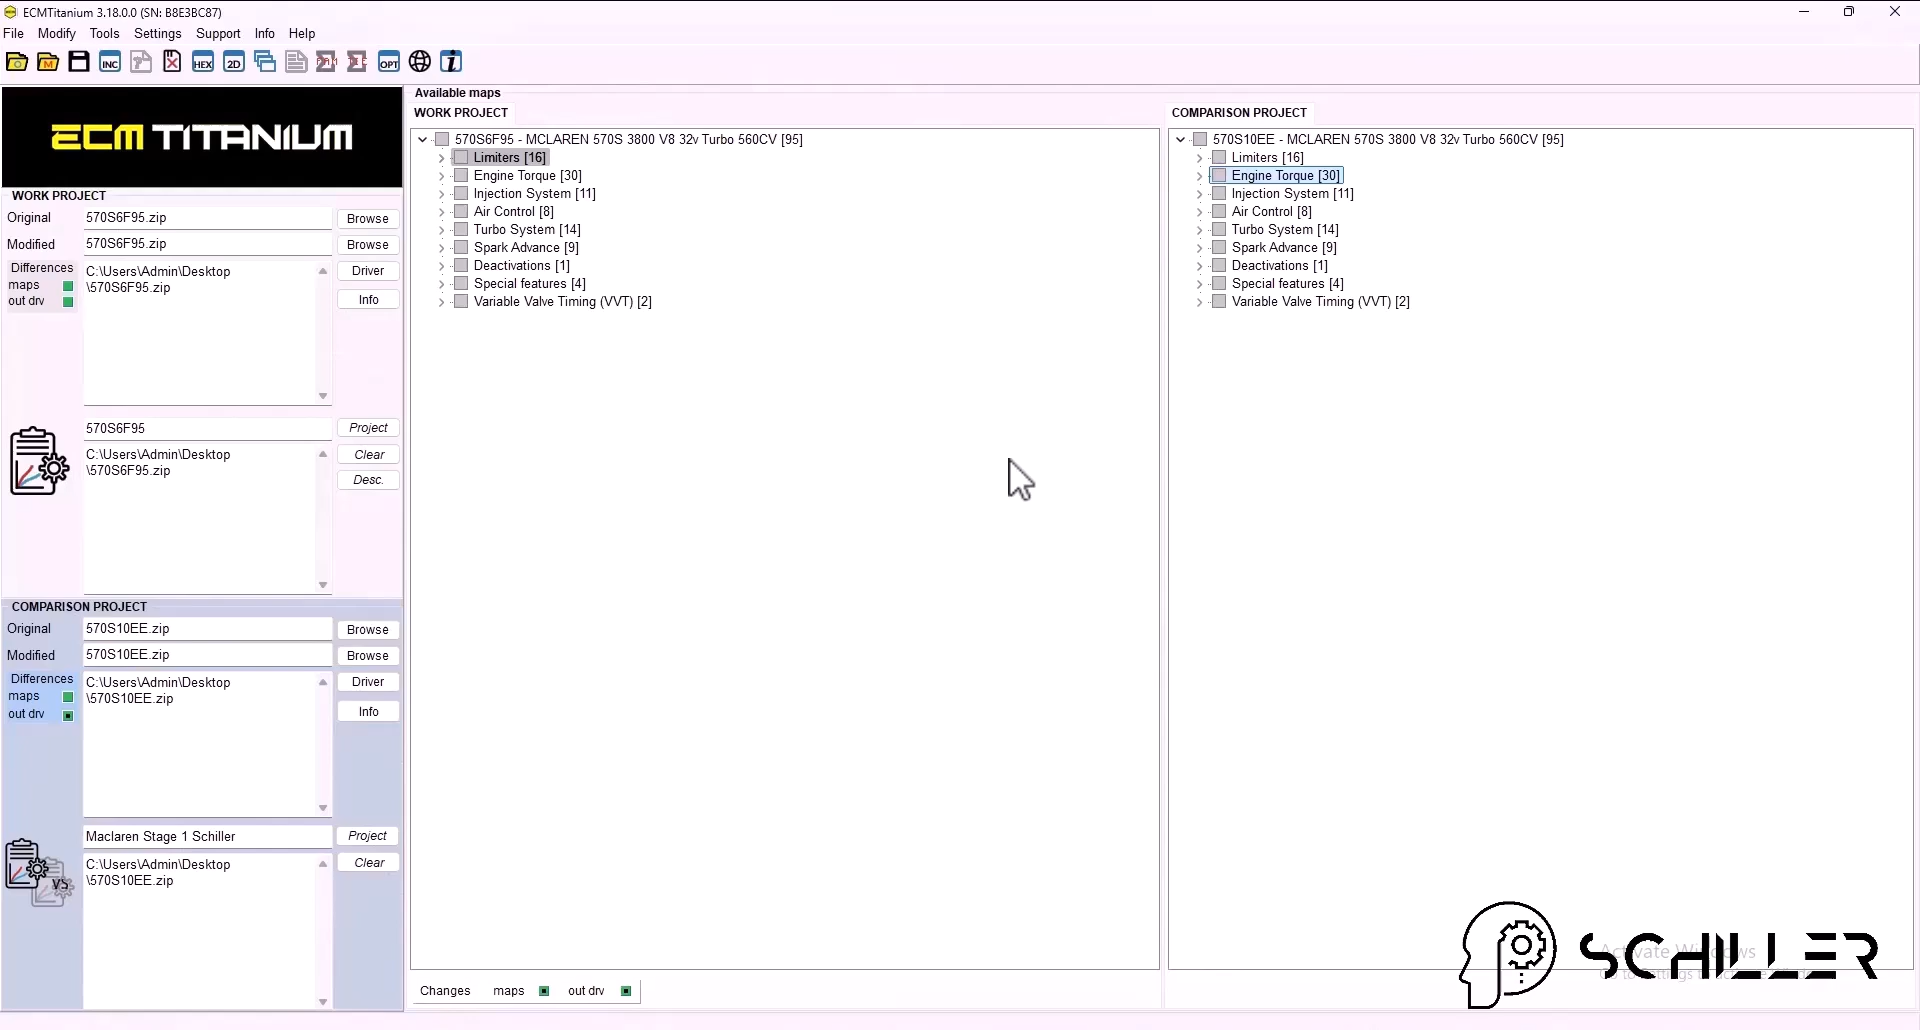 ECMTitanium 3.18.0.0 (SN: B8E3BC87)
File Modify Tools Settings Support Info Help
INC HEX 2D OPT
ECM TITANIUM
WORK PROJECT
Original 570S6F95.zip Browse
Modified 570S6F95.zip Browse
Differences
maps
out drv
C:\Users\Admin\Desktop
\570S6F95.zip
Driver
Info
570S6F95 Project
C:\Users\Admin\Desktop
\570S6F95.zip
Clear
Desc.
COMPARISON PROJECT
Original 570S10EE.zip Browse
Modified 570S10EE.zip Browse
Differences
maps
out drv
C:\Users\Admin\Desktop
\570S10EE.zip
Driver
Info
Maclaren Stage 1 Schiller Project
C:\Users\Admin\Desktop
\570S10EE.zip
Clear
VS
Available maps
WORK PROJECT
570S6F95 - MCLAREN 570S 3800 V8 32v Turbo 560CV [95]
Limiters [16]
Engine Torque [30]
Injection System [11]
Air Control [8]
Turbo System [14]
Spark Advance [9]
Deactivations [1]
Special features [4]
Variable Valve Timing (VVT) [2]
Changes maps out drv
COMPARISON PROJECT
570S10EE - MCLAREN 570S 3800 V8 32v Turbo 560CV [95]
Limiters [16]
Engine Torque [30]
Injection System [11]
Air Control [8]
Turbo System [14]
Spark Advance [9]
Deactivations [1]
Special features [4]
Variable Valve Timing (VVT) [2]
Activate Windows
SCHILLER